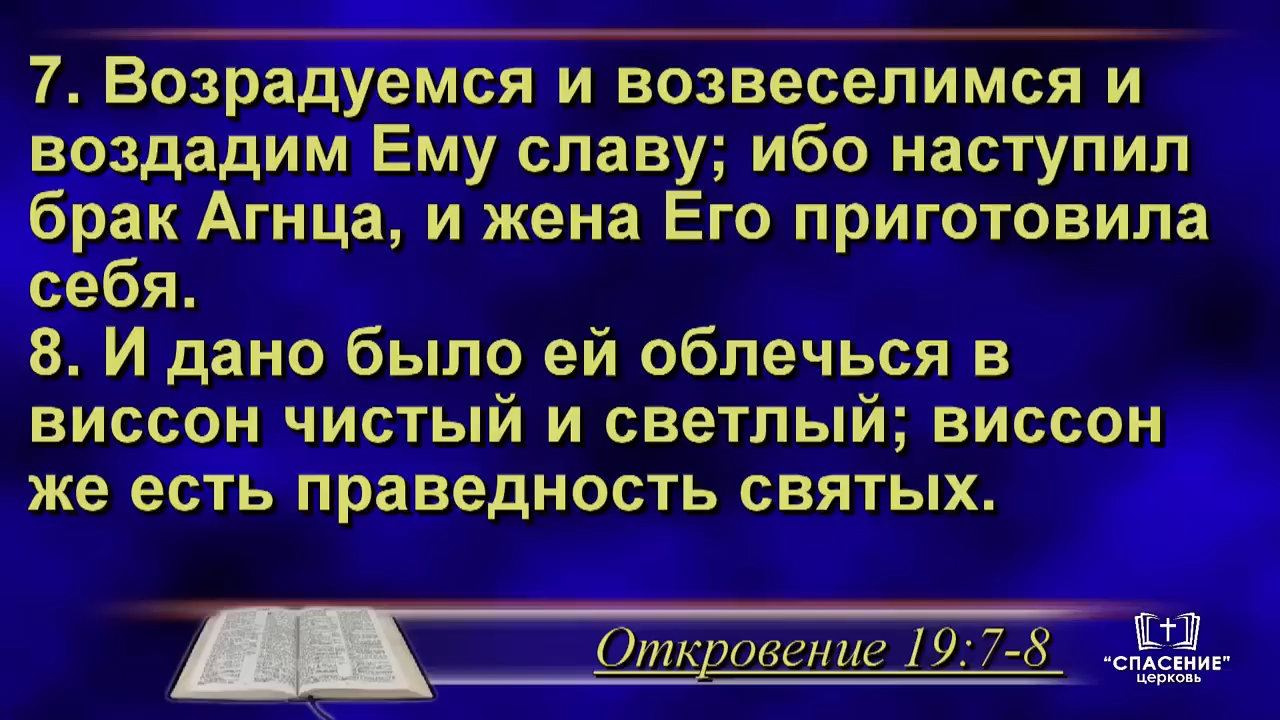 7. Возрадуемся и возвеселимся и
воздадим Ему славу; ибо наступил
брак Агнца, и жена Его приготовила
себя.
8. И дано было ей облечься в
виссон чистый и светлый; виссон
же есть праведность святых.
Откровение 19:7-8
“СПАСЕНИЕ”
церковь